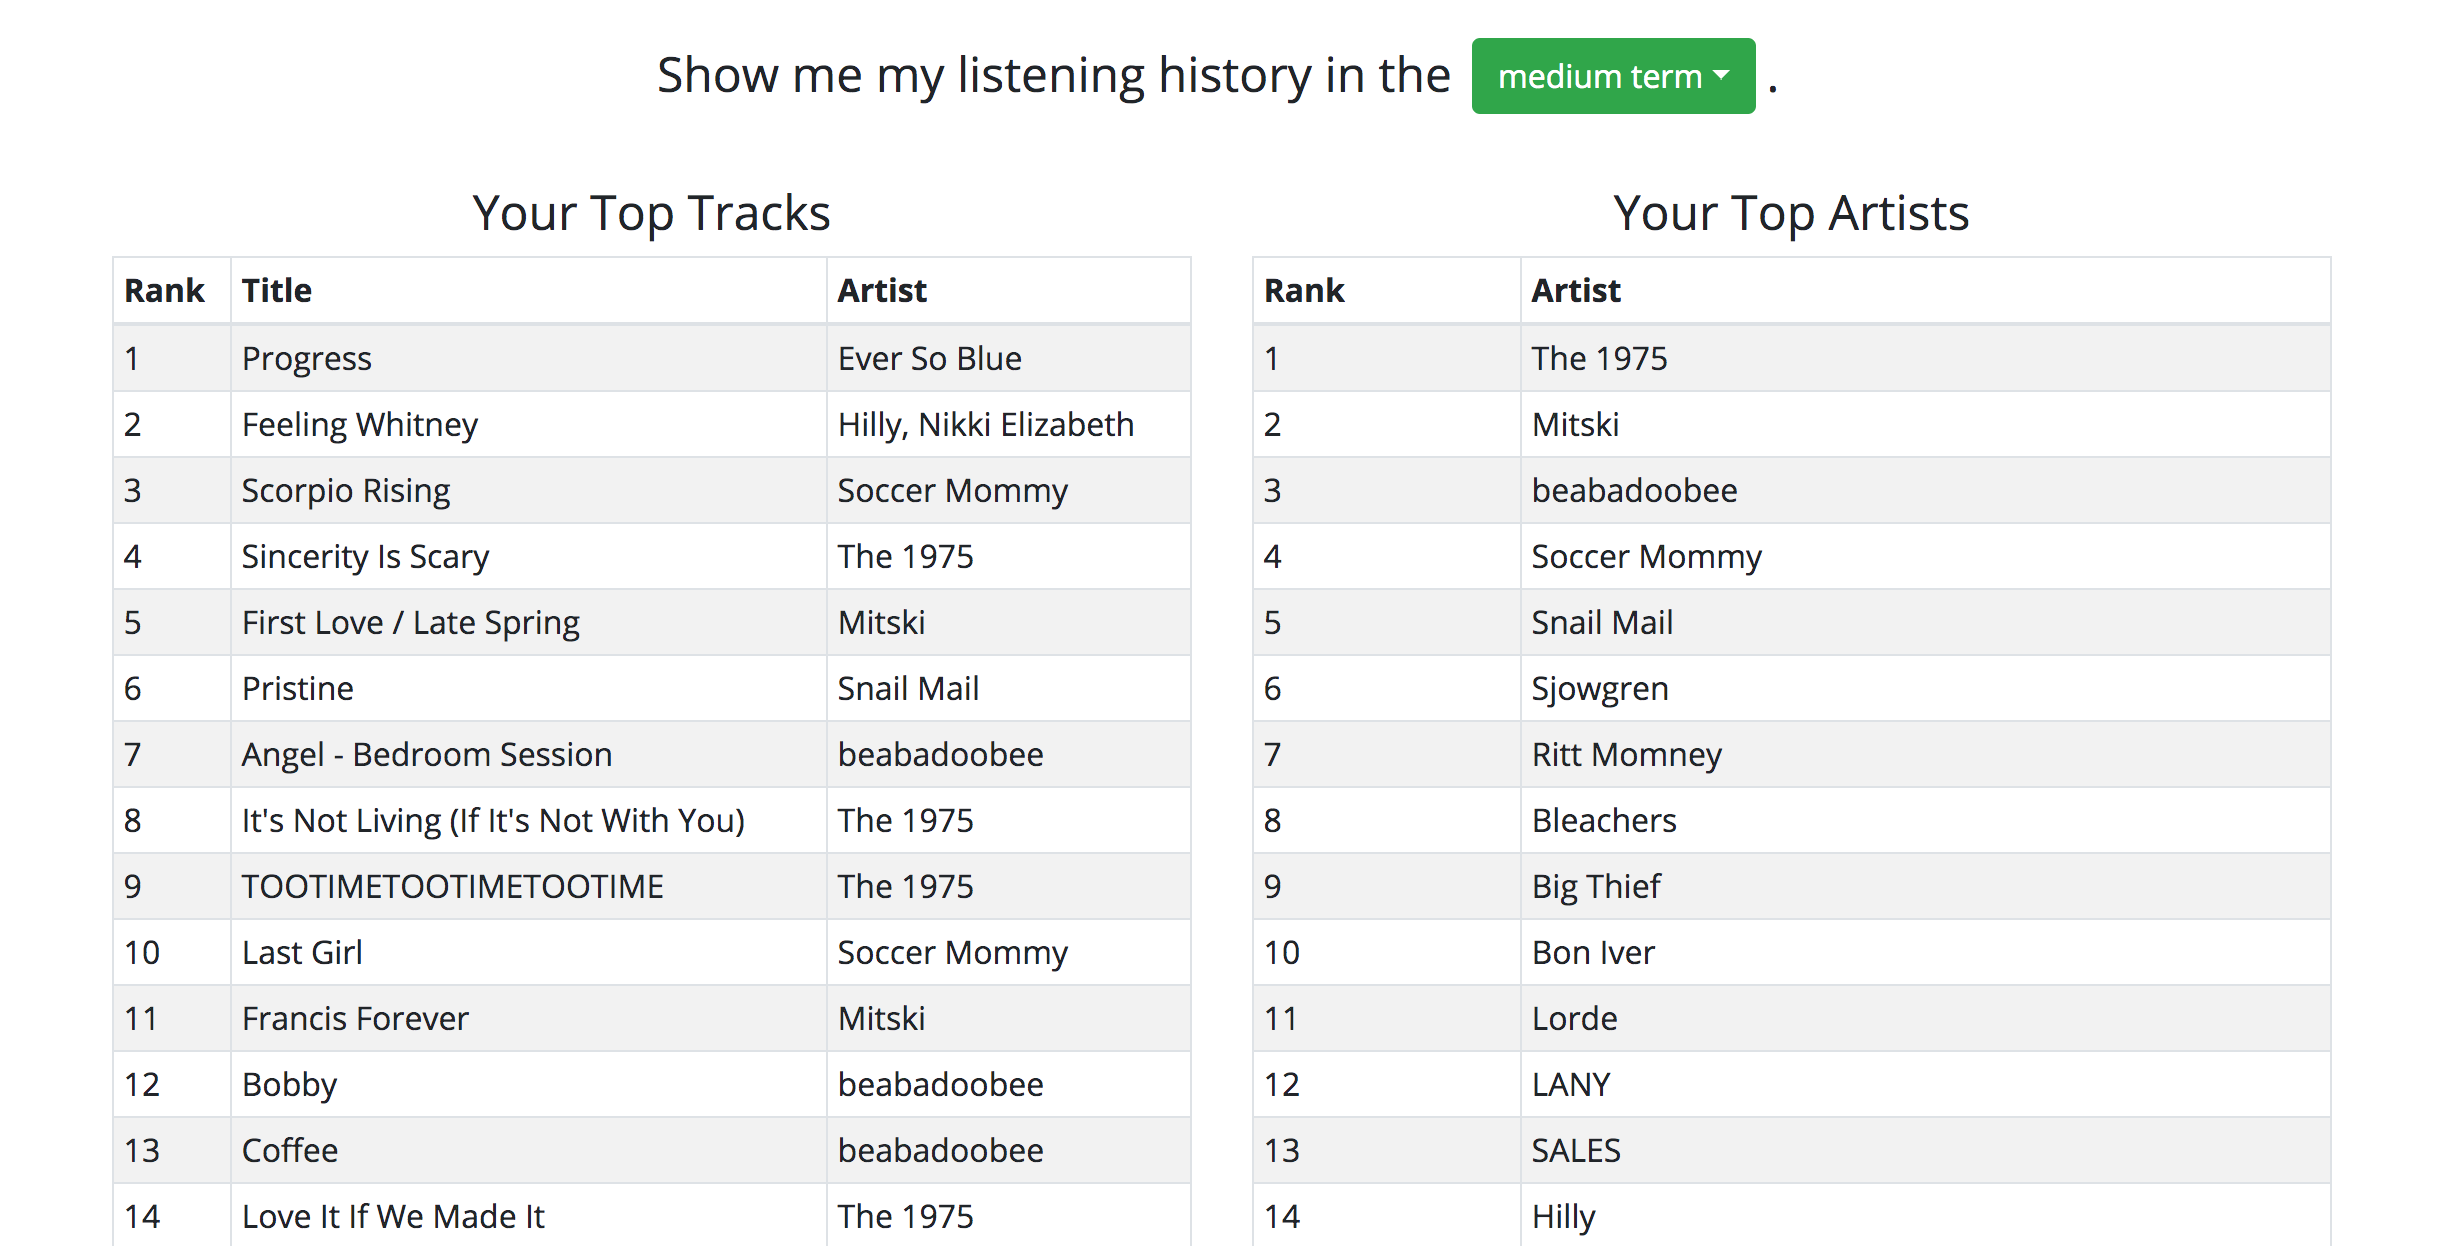 Show me my listening history in the medium term .
Your Top Tracks
Rank Title Artist
1 Progress Ever So Blue
2 Feeling Whitney Hilly, Nikki Elizabeth
3 Scorpio Rising Soccer Mommy
4 Sincerity Is Scary The 1975
5 First Love / Late Spring Mitski
6 Pristine Snail Mail
7 Angel - Bedroom Session beabadoobee
8 It's Not Living (If It's Not With You) The 1975
9 TOOTIMETOOTIMETOOTIME The 1975
10 Last Girl Soccer Mommy
11 Francis Forever Mitski
12 Bobby beabadoobee
13 Coffee beabadoobee
14 Love It If We Made It The 1975
Your Top Artists
Rank Artist
1 The 1975
2 Mitski
3 beabadoobee
4 Soccer Mommy
5 Snail Mail
6 Sjowgren
7 Ritt Momney
8 Bleachers
9 Big Thief
10 Bon Iver
11 Lorde
12 LANY
13 SALES
14 Hilly